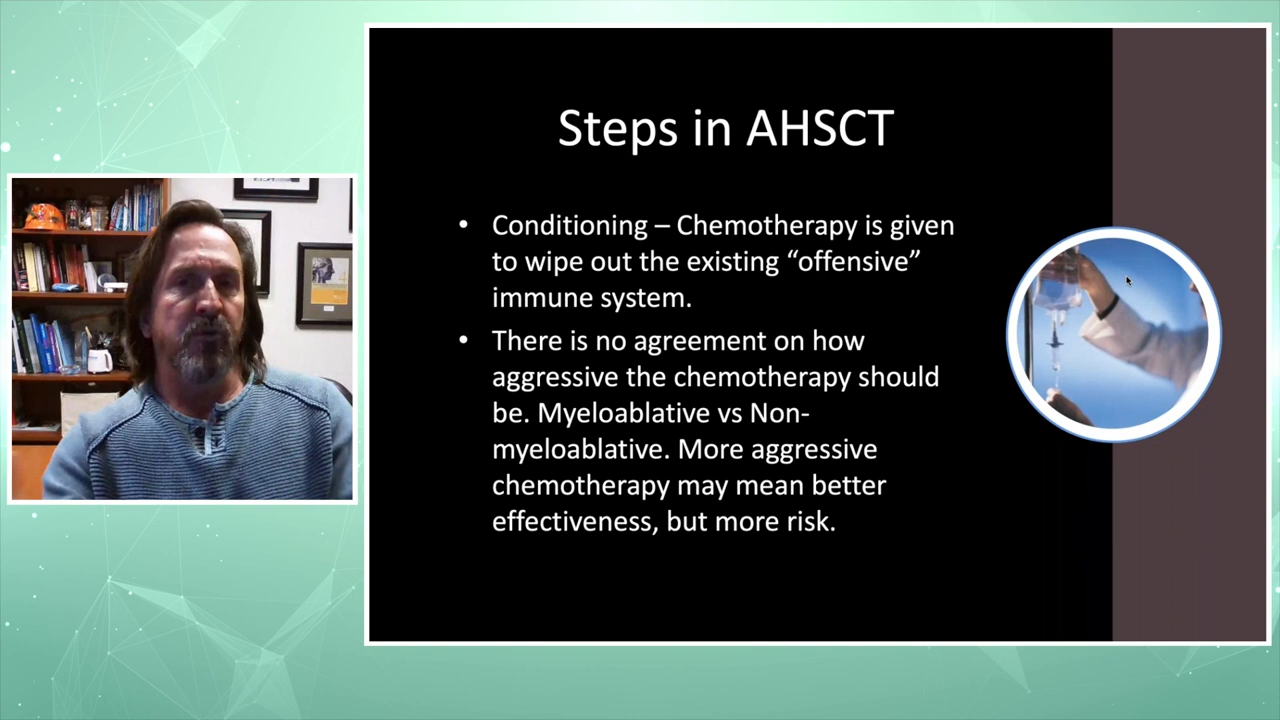 Steps in AHSCT
• Conditioning – Chemotherapy is given
to wipe out the existing “offensive”
immune system.
• There is no agreement on how
aggressive the chemotherapy should
be. Myeloablative vs Non-
myeloablative. More aggressive
chemotherapy may mean better
effectiveness, but more risk.